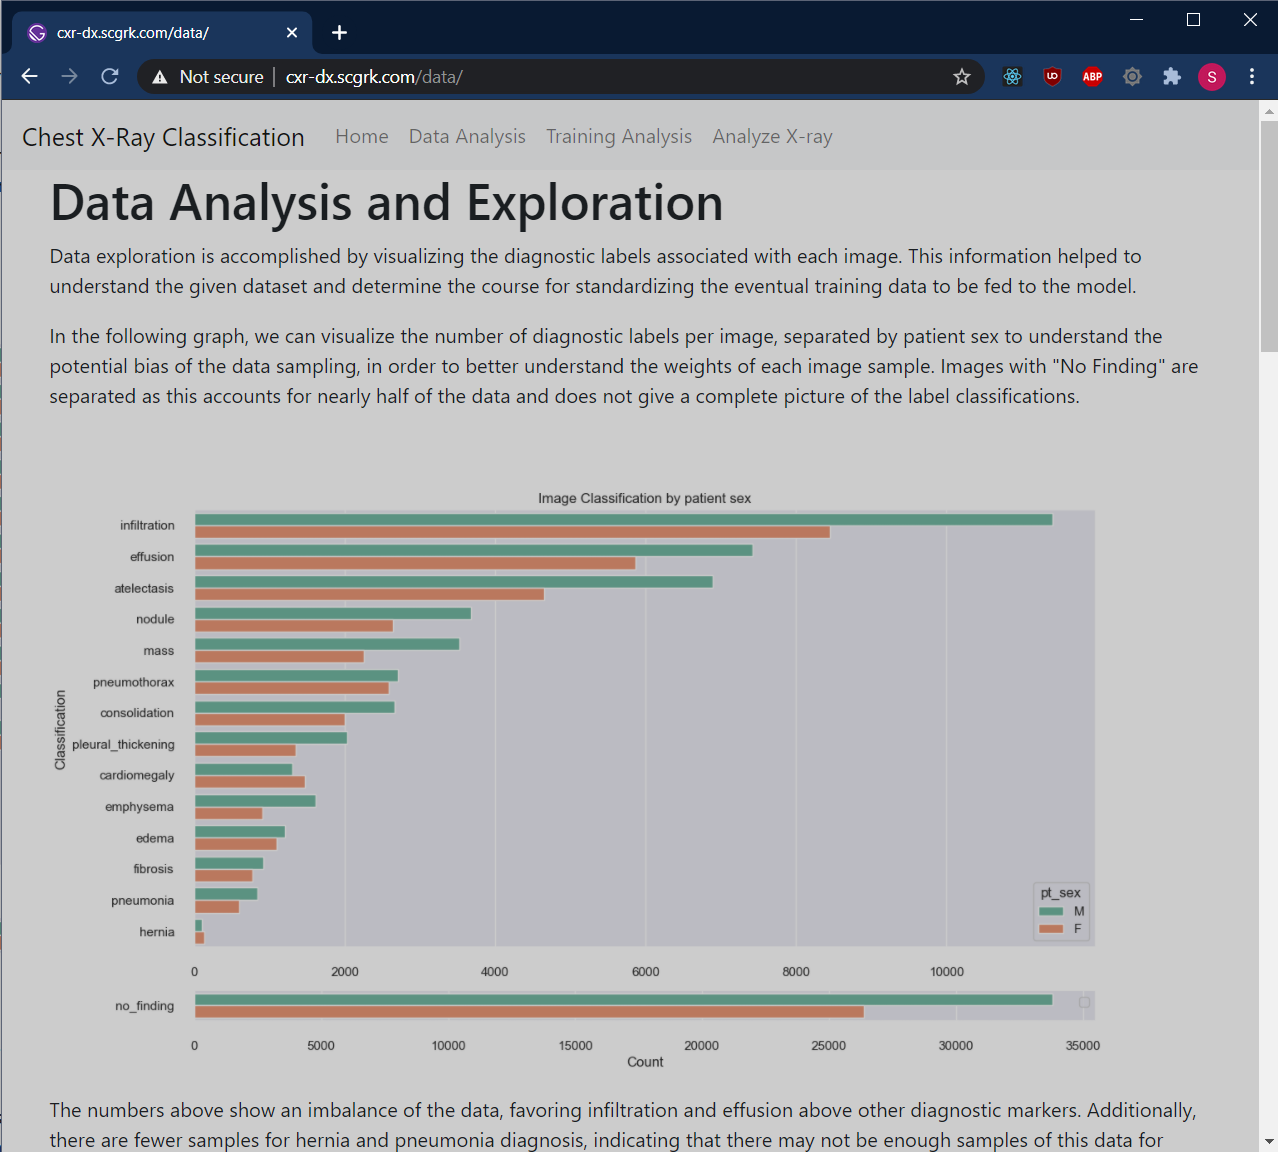 cxr-dx.scgrk.com/data/
Not secure cxr-dx.scgrk.com/data/
UO ABP S
Chest X-Ray Classification Home Data Analysis Training Analysis Analyze X-ray
Data Analysis and Exploration
Data exploration is accomplished by visualizing the diagnostic labels associated with each image. This information helped to
understand the given dataset and determine the course for standardizing the eventual training data to be fed to the model.
In the following graph, we can visualize the number of diagnostic labels per image, separated by patient sex to understand the
potential bias of the data sampling, in order to better understand the weights of each image sample. Images with "No Finding" are
separated as this accounts for nearly half of the data and does not give a complete picture of the label classifications.
Image Classification by patient sex
Classification
infiltration
effusion
atelectasis
nodule
mass
pneumothorax
consolidation
pleural_thickening
cardiomegaly
emphysema
edema
fibrosis
pneumonia
hernia
pt_sex
M
F
0 2000 4000 6000 8000 10000
no_finding
0 5000 10000 15000 20000 25000 30000 35000
Count
The numbers above show an imbalance of the data, favoring infiltration and effusion above other diagnostic markers. Additionally,
there are fewer samples for hernia and pneumonia diagnosis, indicating that there may not be enough samples of this data for